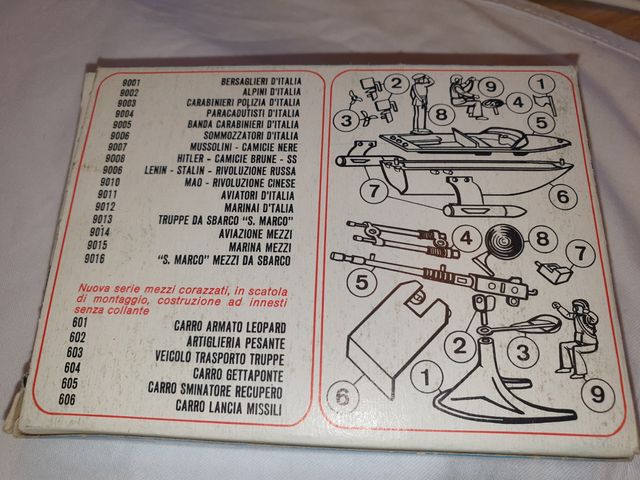 9001 BERSAGLIERI D'ITALIA
9002 ALPINI D'ITALIA
9003 CARABINIERI POLIZIA D'ITALIA
9004 PARACADUTISTI D'ITALIA
9005 BANDA CARABINIERI D'ITALIA
9006 SOMMOZZATORI D'ITALIA
9007 MUSSOLINI - CAMICIE NERE
9008 HITLER - CAMICIE BRUNE - SS
9006 LENIN - STALIN - RIVOLUZIONE RUSSA
9010 MAO - RIVOLUZIONE CINESE
9011 AVIATORI D'ITALIA
9012 MARINAI D'ITALIA
9013 TRUPPE DA SBARCO "S. MARCO"
9014 AVIAZIONE MEZZI
9015 MARINA MEZZI
9016 "S. MARCO" MEZZI DA SBARCO
Nuova serie mezzi corazzati, in scatola
di montaggio, costruzione ad innesti
senza collante
601 CARRO ARMATO LEOPARD
602 ARTIGLIERIA PESANTE
603 VEICOLO TRASPORTO TRUPPE
604 CARRO GETTAPONTE
605 CARRO SMINATORE RECUPERO
606 CARRO LANCIA MISSILI
2 9 1
3 8 4
5
7 6
4 8
7
5
2 3
6 1 9